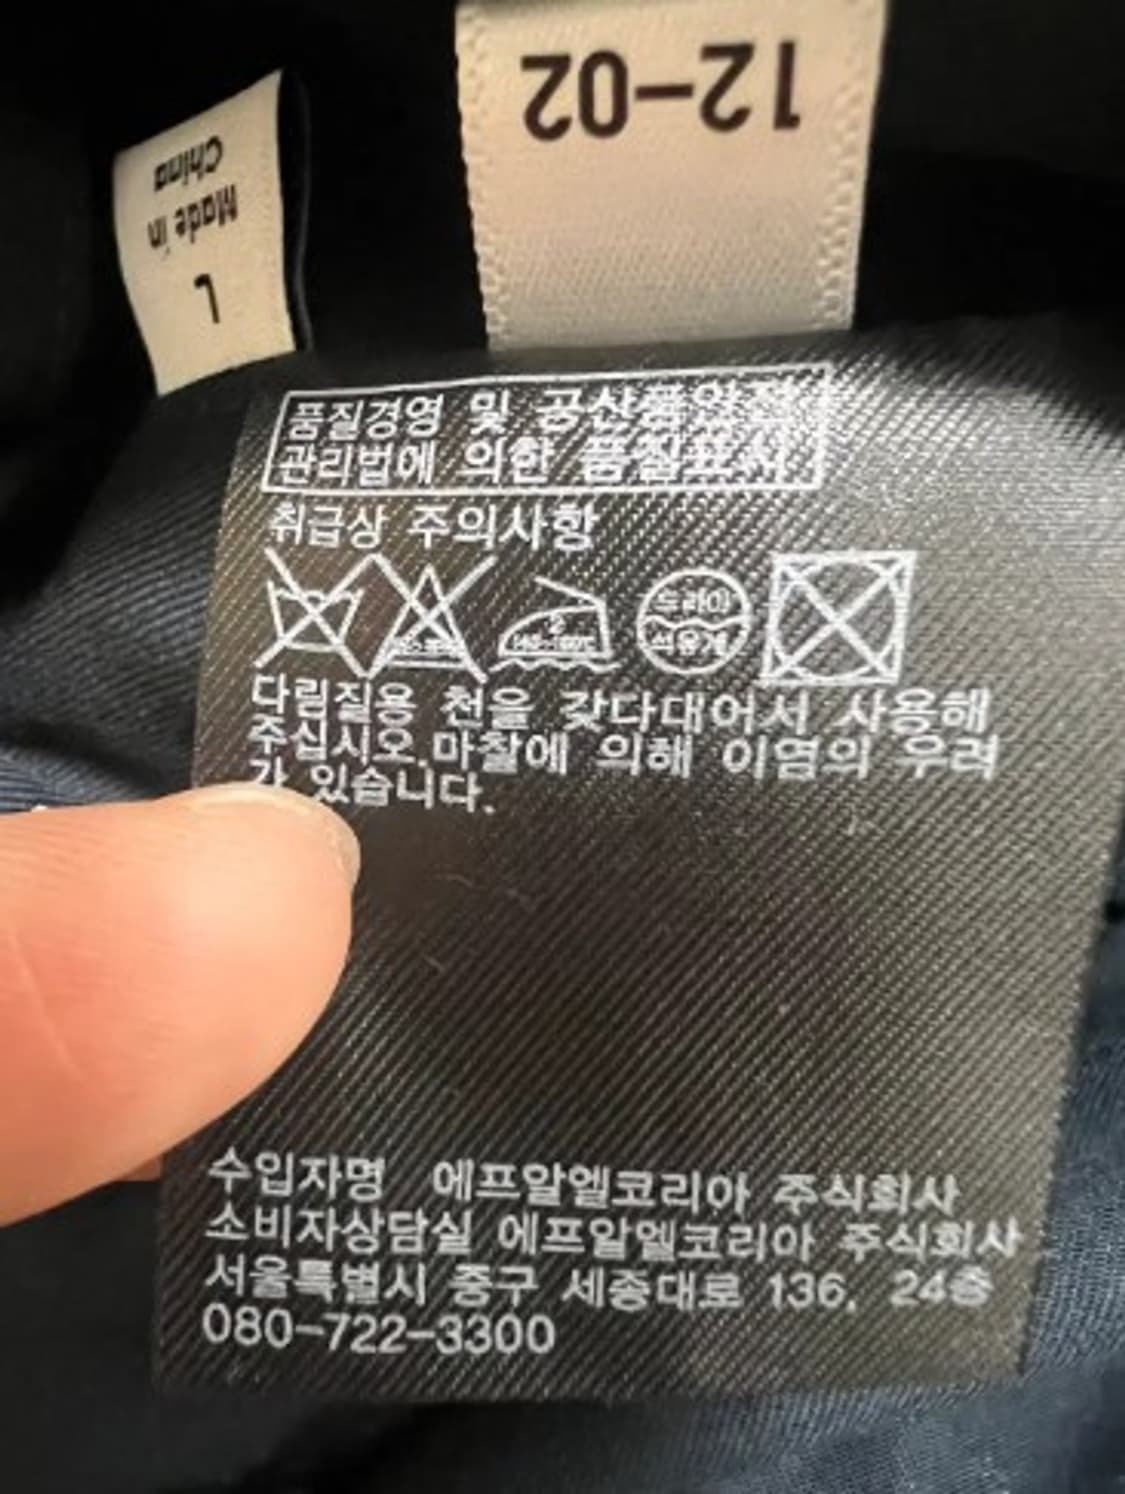 12-02
Made in
China
L
품질경영 및 공산품안전
관리법에 의한 품질표시
취급상 주의사항
드라이
석유계
다림질용 천을 갖다대어서 사용해
주십시오.마찰에 의해 이염의 우려
가 있습니다.
수입자명 에프알엘코리아 주식회사
소비자상담실 에프알엘코리아 주식회사
서울특별시 중구 세종대로 136, 24층
080-722-3300